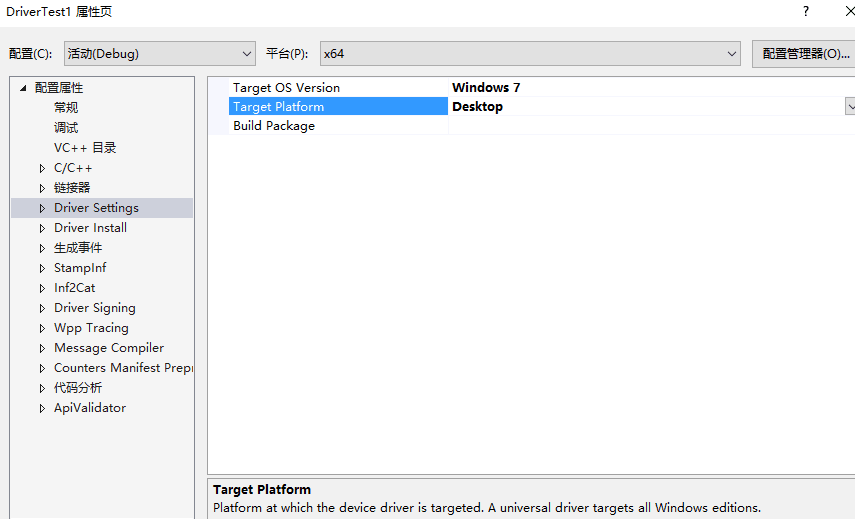 DriverTest1 属性页
配置(C): 活动(Debug) 平台(P): x64 配置管理器(O)...
配置属性
常规
调试
VC++ 目录
C/C++
链接器
Driver Settings
Driver Install
生成事件
StampInf
Inf2Cat
Driver Signing
Wpp Tracing
Message Compiler
Counters Manifest Prepr
代码分析
ApiValidator
Target OS Version Windows 7
Target Platform Desktop
Build Package
Target Platform
Platform at which the device driver is targeted. A universal driver targets all Windows editions.